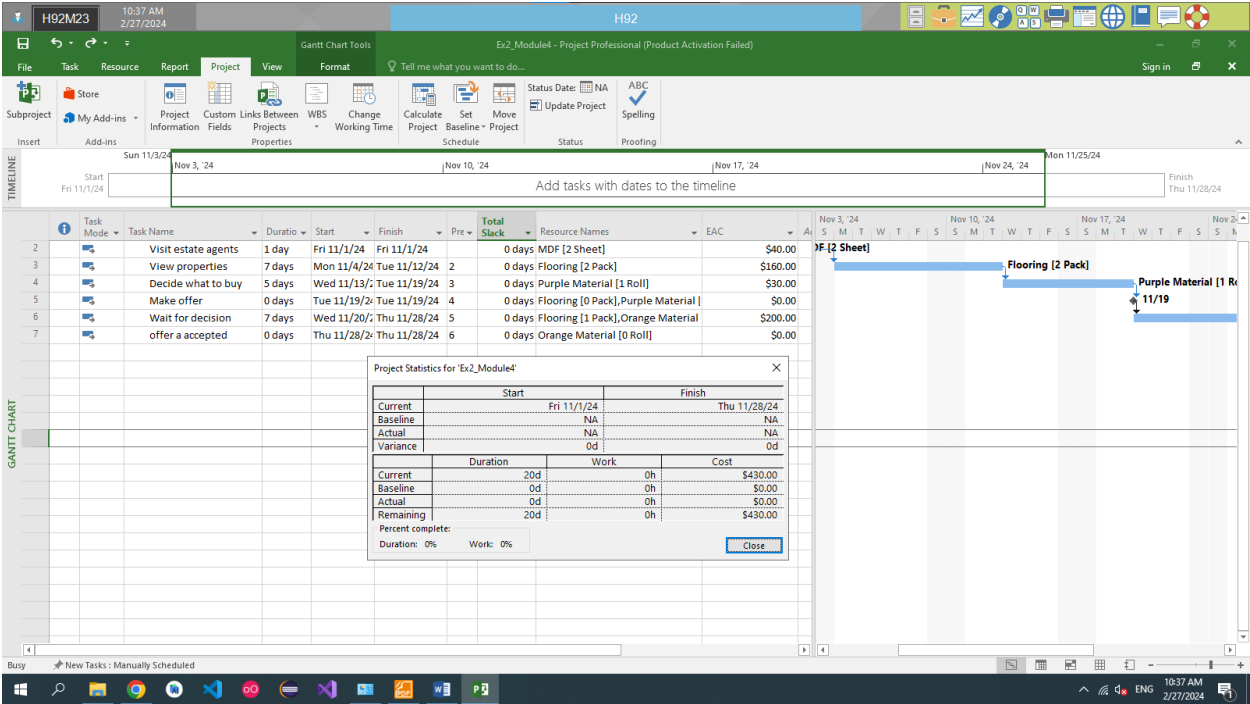 H92M23
10:37 AM
2/27/2024
H92
Q W
A S
Gantt Chart Tools
Ex2_Module4 - Project Professional (Product Activation Failed)
File Task Resource Report Project View Format Tell me what you want to do... Sign in
Subproject
Store
My Add-ins
Project Information
Custom Fields
Links Between Projects
WBS
Change Working Time
Calculate Project
Set Baseline
Move Project
Status Date: NA
Update Project
ABC
Spelling
Insert Add-ins Properties Schedule Status Proofing
TIMELINE
Sun 11/3/24 Mon 11/25/24
Nov 3, '24 Nov 10, '24 Nov 17, '24 Nov 24, '24
Start
Fri 11/1/24
Add tasks with dates to the timeline
Finish
Thu 11/28/24
GANTT CHART
Task Mode Task Name Duratio Start Finish Pre Total Slack Resource Names EAC
Nov 3, '24 Nov 10, '24 Nov 17, '24 Nov 2
S M T W T F S S M T W T F S S M T W T F S S M
2 Visit estate agents 1 day Fri 11/1/24 Fri 11/1/24 0 days MDF [2 Sheet] $40.00
3 View properties 7 days Mon 11/4/24 Tue 11/12/24 2 0 days Flooring [2 Pack] $160.00
4 Decide what to buy 5 days Wed 11/13/2 Tue 11/19/24 3 0 days Purple Material [1 Roll] $30.00
5 Make offer 0 days Tue 11/19/24 Tue 11/19/24 4 0 days Flooring [0 Pack],Purple Material [ $0.00
6 Wait for decision 7 days Wed 11/20/2 Thu 11/28/24 5 0 days Flooring [1 Pack],Orange Material $200.00
7 offer a accepted 0 days Thu 11/28/24 Thu 11/28/24 6 0 days Orange Material [0 Roll] $0.00
DF [2 Sheet]
Flooring [2 Pack]
Purple Material [1 Ro
11/19
Project Statistics for 'Ex2_Module4'
Start Finish
Current Fri 11/1/24 Thu 11/28/24
Baseline NA NA
Actual NA NA
Variance 0d 0d
Duration Work Cost
Current 20d 0h $430.00
Baseline 0d 0h $0.00
Actual 0d 0h $0.00
Remaining 20d 0h $430.00
Percent complete:
Duration: 0% Work: 0%
Close
Busy New Tasks : Manually Scheduled
ENG
10:37 AM
2/27/2024
1